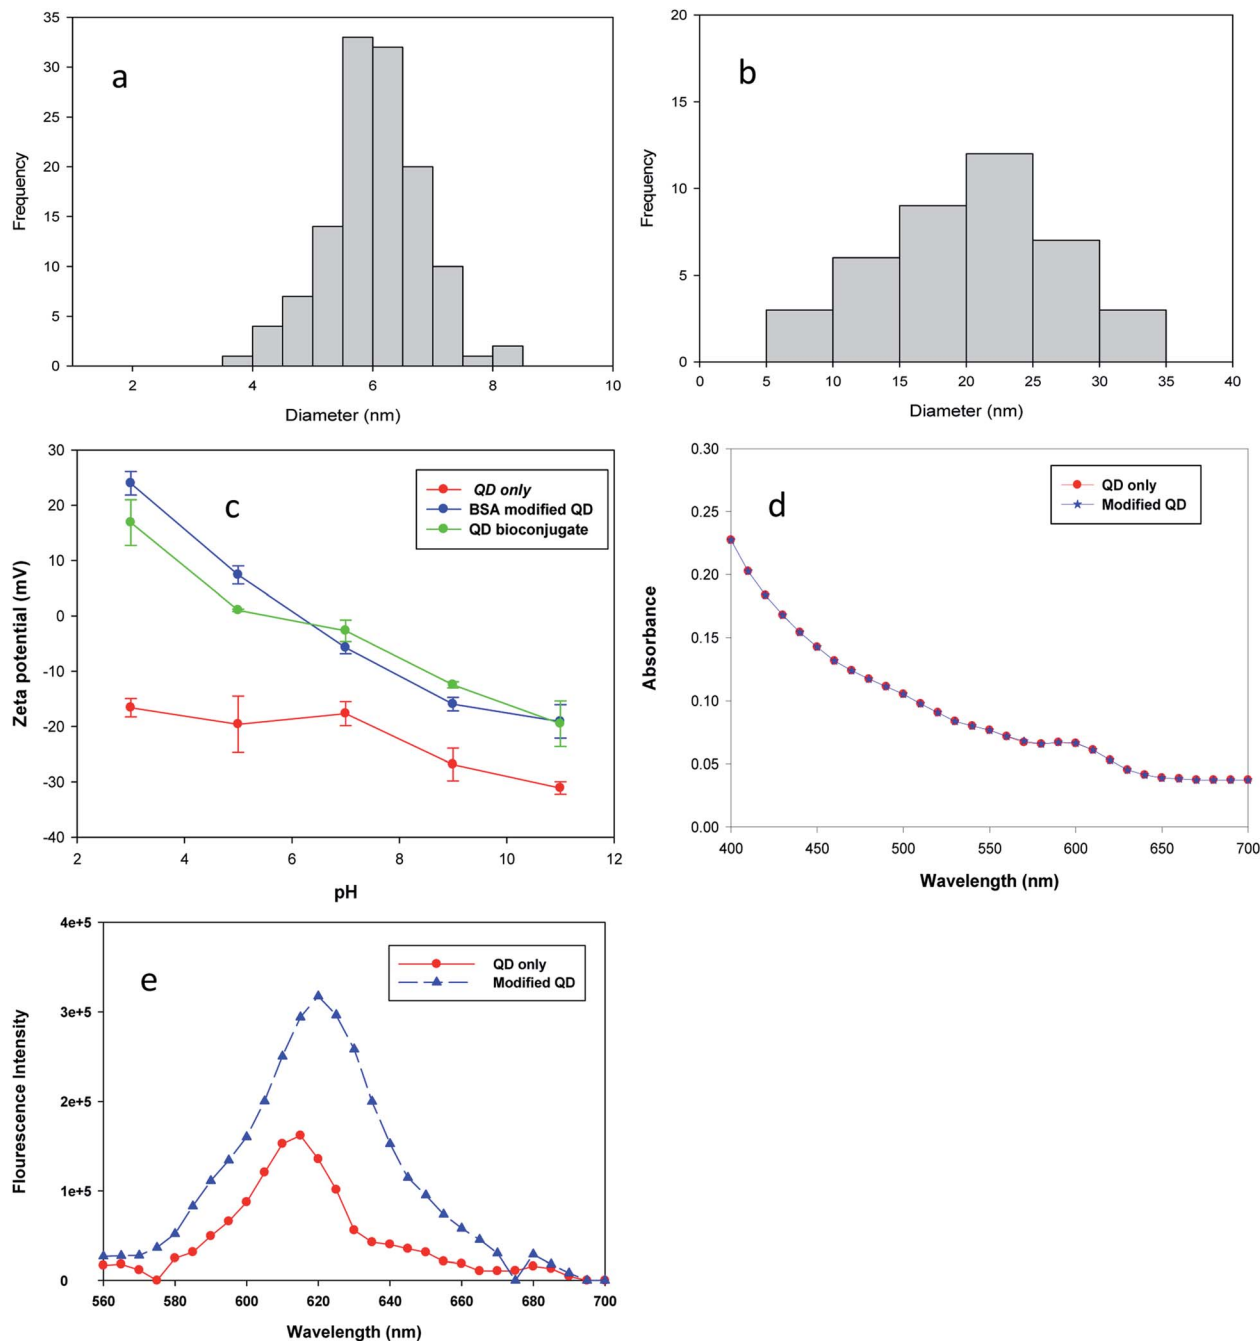 a
35
30
25
20
15
10
5
0
Frequency
2
4
6
8
10
Diameter (nm)
b
20
15
10
5
0
Frequency
0
5
10
15
20
25
30
35
40
Diameter (nm)
c
30
20
10
0
-10
-20
-30
-40
Zeta potential (mV)
QD only
BSA modified QD
QD bioconjugate
2
4
6
8
10
12
pH
d
0.30
0.25
0.20
0.15
0.10
0.05
0.00
Absorbance
QD only
Modified QD
400
450
500
550
600
650
700
Wavelength (nm)
e
4e+5
3e+5
2e+5
1e+5
0
Flourescence Intensity
QD only
Modified QD
560
580
600
620
640
660
680
700
Wavelength (nm)